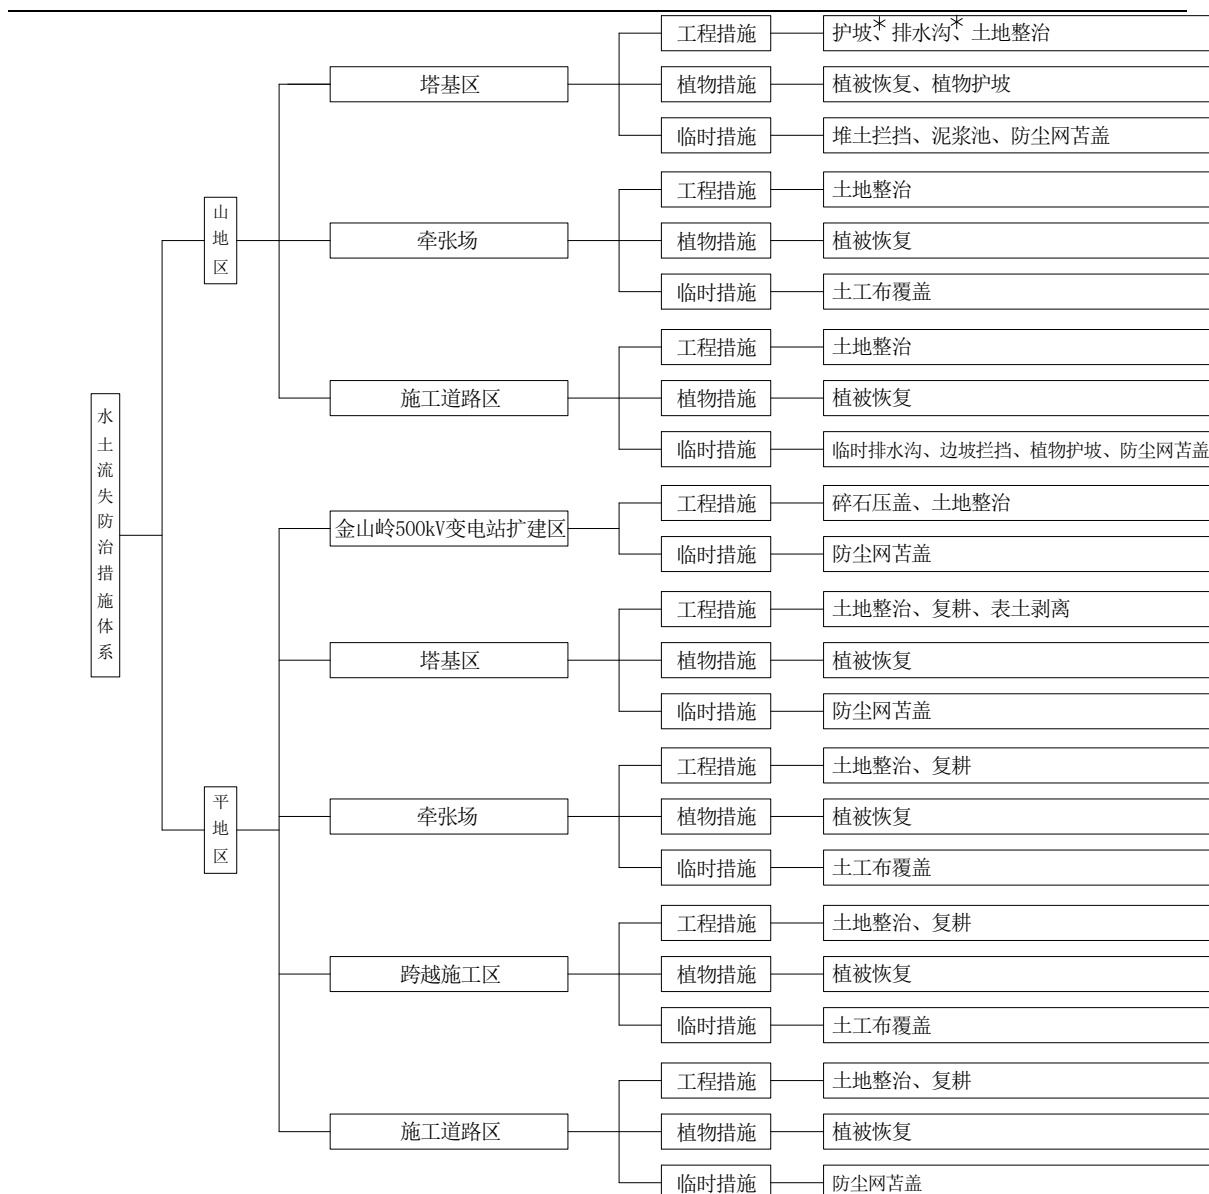 水土流失防治措施体系
山地区
塔基区
工程措施
护坡*、排水沟*、土地整治
植物措施
植被恢复、植物护坡
临时措施
堆土拦挡、泥浆池、防尘网苫盖
牵张场
工程措施
土地整治
植物措施
植被恢复
临时措施
土工布覆盖
施工道路区
工程措施
土地整治
植物措施
植被恢复
临时措施
临时排水沟、边坡拦挡、植物护坡、防尘网苫盖
平地区
金山岭500kV变电站扩建区
工程措施
碎石压盖、土地整治
临时措施
防尘网苫盖
塔基区
工程措施
土地整治、复耕、表土剥离
植物措施
植被恢复
临时措施
防尘网苫盖
牵张场
工程措施
土地整治、复耕
植物措施
植被恢复
临时措施
土工布覆盖
跨越施工区
工程措施
土地整治、复耕
植物措施
植被恢复
临时措施
土工布覆盖
施工道路区
工程措施
土地整治、复耕
植物措施
植被恢复
临时措施
防尘网苫盖